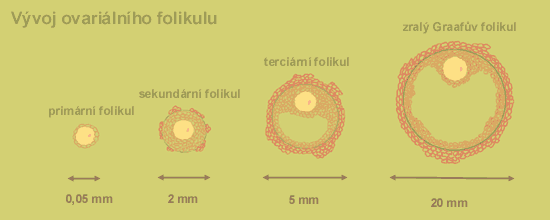 Vývoj ovariálního folikulu
zralý Graafův folikul
terciární folikul
sekundární folikul
primární folikul
0,05 mm
2 mm
5 mm
20 mm